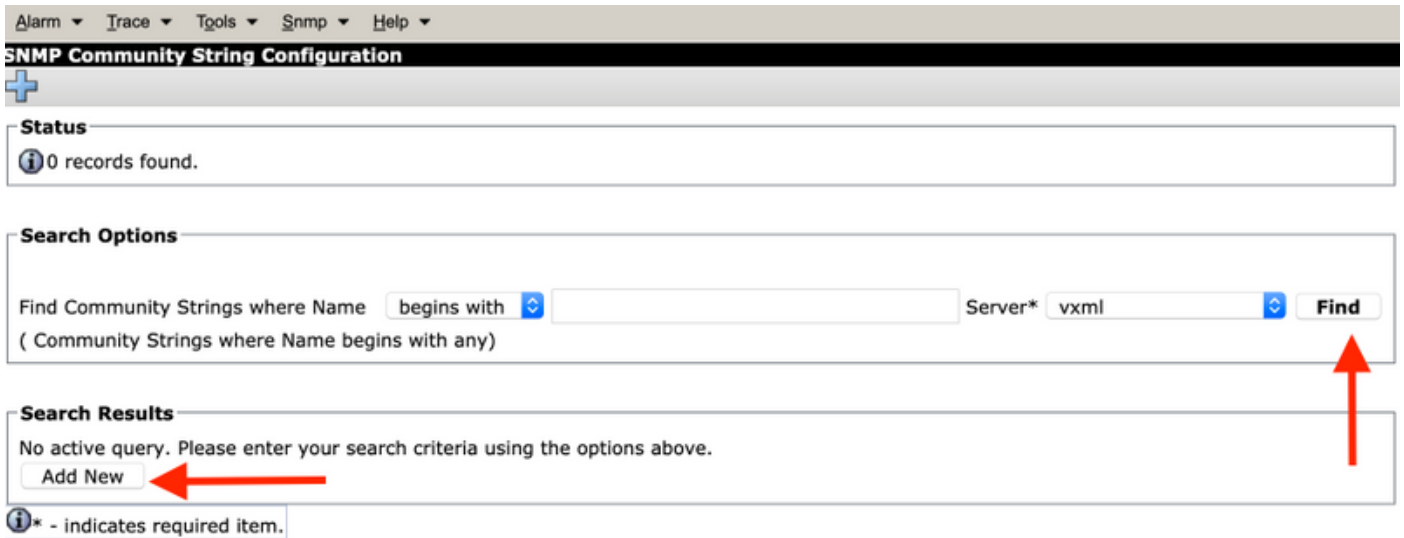 Alarm Trace Tools Snmp Help
SNMP Community String Configuration
Status
0 records found.
Search Options
Find Community Strings where Name begins with Server* vxml Find
( Community Strings where Name begins with any)
Search Results
No active query. Please enter your search criteria using the options above.
Add New
* - indicates required item.